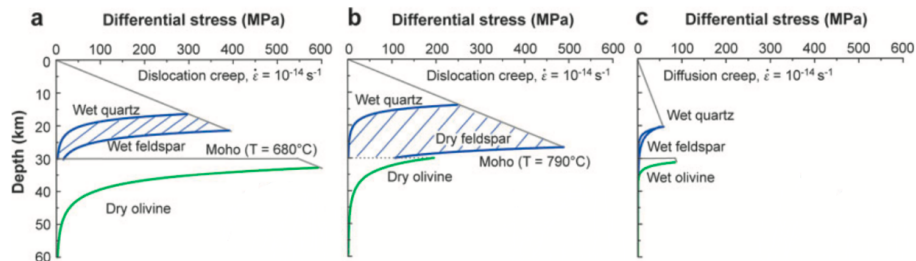 Differential stress (MPa)
Differential stress (MPa)
Differential stress (MPa)
a
0 100 200 300 400 500 600
b
0 100 200 300 400 500 600
c
0 100 200 300 400 500 600
Depth (km)
0
10
20
30
40
50
60
Dislocation creep, ε̇ = 10⁻¹⁴ s⁻¹
Wet quartz
Wet feldspar
Moho (T = 680°C)
Dry olivine
Dislocation creep, ε̇ = 10⁻¹⁴ s⁻¹
Wet quartz
Dry feldspar
Moho (T = 790°C)
Dry olivine
Diffusion creep, ε̇ = 10⁻¹⁴ s⁻¹
Wet quartz
Wet feldspar
Wet olivine